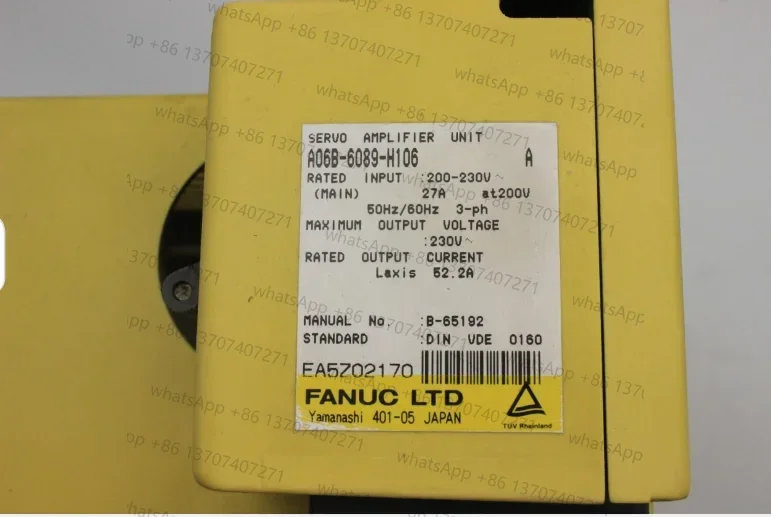 SERVO AMPLIFIER UNIT
A06B-6089-H106 A
RATED INPUT :200-230V~
(MAIN) 27A at200V
50Hz/60Hz 3-ph
MAXIMUM OUTPUT VOLTAGE
:230V~
RATED OUTPUT CURRENT
Laxis 52.2A
MANUAL No. :B-65192
STANDARD :DIN VDE 0160
EA5Z02170
FANUC LTD
Yamanashi 401-05 JAPAN
TÜV Rheinland
whatsApp +86 13707407271